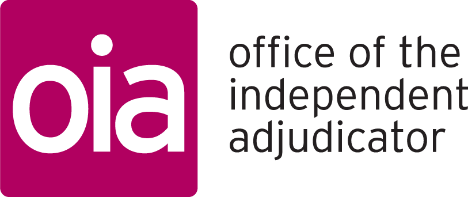 oia
office of the
independent
adjudicator